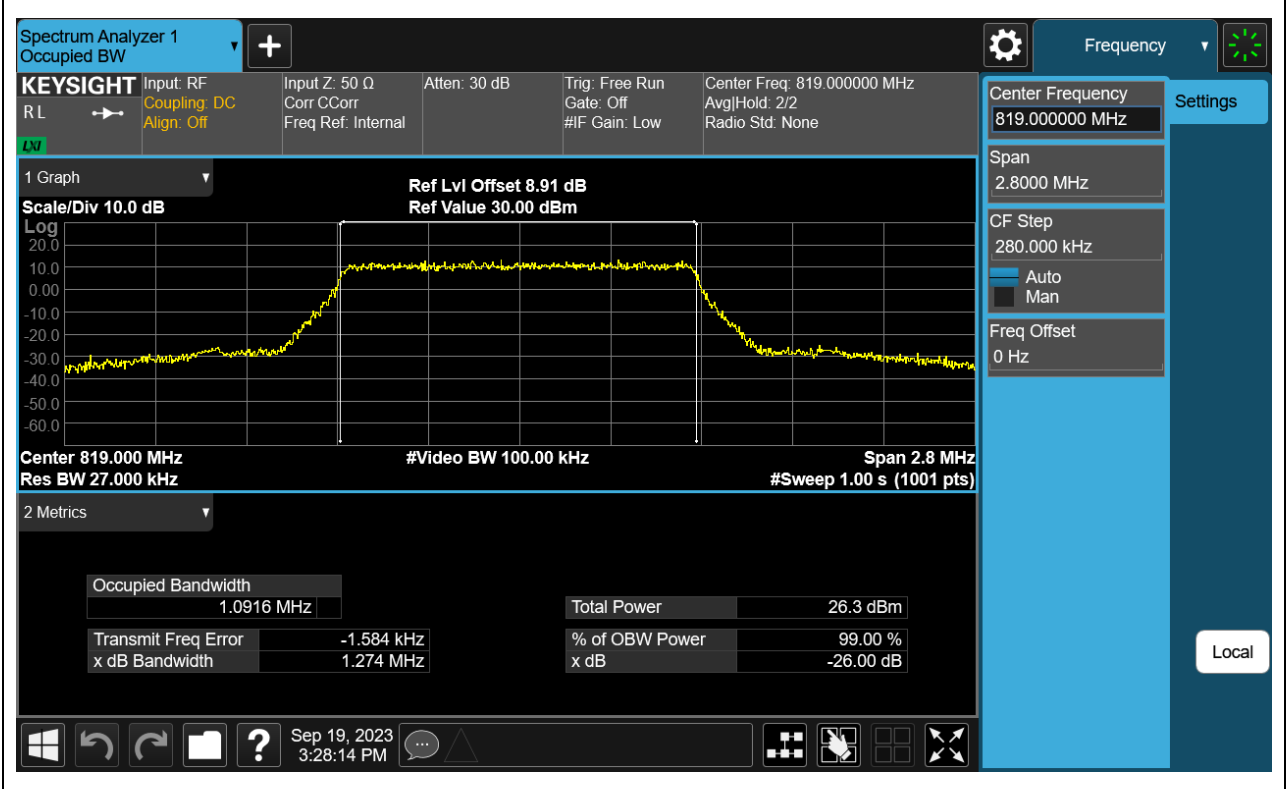 Spectrum Analyzer 1
Occupied BW
Frequency
KEYSIGHT
R L
LXI
Input: RF
Coupling: DC
Align: Off
Input Z: 50 Ω
Corr CCorr
Freq Ref: Internal
Atten: 30 dB
Trig: Free Run
Gate: Off
#IF Gain: Low
Center Freq: 819.000000 MHz
Avg|Hold: 2/2
Radio Std: None
Center Frequency
819.000000 MHz
Settings
Span
2.8000 MHz
CF Step
280.000 kHz
Auto
Man
Freq Offset
0 Hz
Local
1 Graph
Scale/Div 10.0 dB
Ref Lvl Offset 8.91 dB
Ref Value 30.00 dBm
Log
20.0
10.0
0.00
-10.0
-20.0
-30.0
-40.0
-50.0
-60.0
Center 819.000 MHz
#Video BW 100.00 kHz
Span 2.8 MHz
Res BW 27.000 kHz
#Sweep 1.00 s (1001 pts)
2 Metrics
Occupied Bandwidth
1.0916 MHz
Total Power 26.3 dBm
Transmit Freq Error -1.584 kHz
% of OBW Power 99.00 %
x dB Bandwidth 1.274 MHz
x dB -26.00 dB
?
Sep 19, 2023
3:28:14 PM